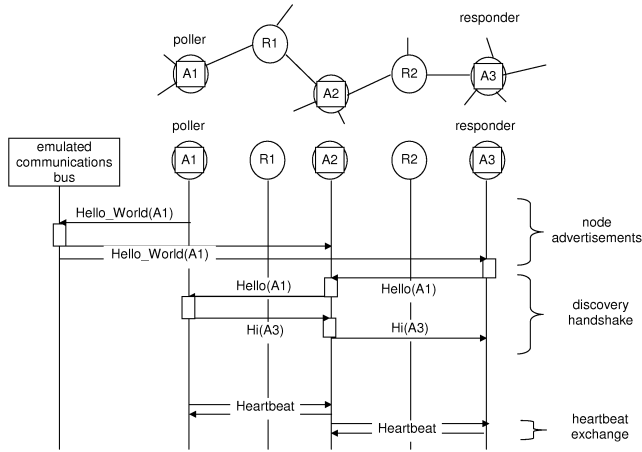 responder
poller
R1
A1
A2
R2
A3
poller
responder
emulated
communications
bus
A1
R1
A2
R2
A3
Hello_World(A1)
node
advertisements
Hello_World(A1)
Hello(A1)
Hello(A1)
discovery
handshake
Hi(A3)
Hi(A3)
Heartbeat
Heartbeat
heartbeat
exchange